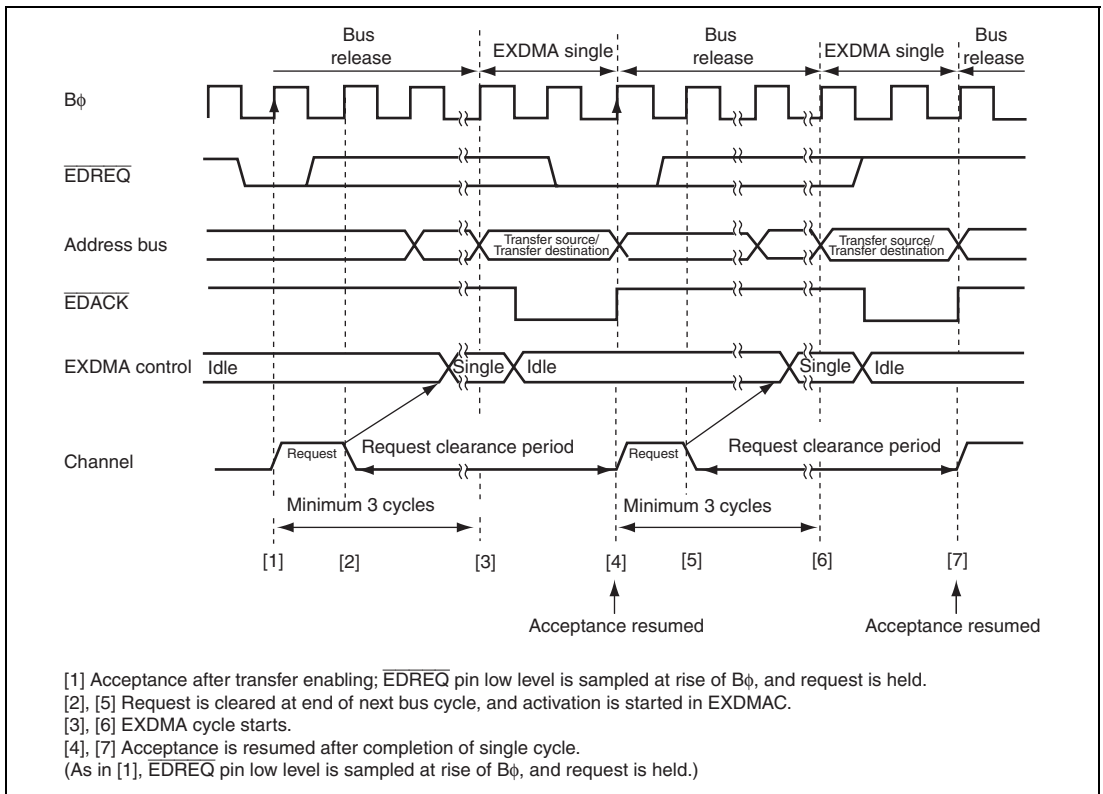 Bus release
EXDMA single
Bus release
EXDMA single
Bus release
Bφ
EDREQ
Address bus
Transfer source/
Transfer destination
Transfer source/
Transfer destination
EDACK
EXDMA control
Idle
Single
Idle
Single
Idle
Channel
Request
Request clearance period
Request
Request clearance period
Minimum 3 cycles
Minimum 3 cycles
[1]
[2]
[3]
[4]
[5]
[6]
[7]
Acceptance resumed
Acceptance resumed
[1] Acceptance after transfer enabling; EDREQ pin low level is sampled at rise of Bφ, and request is held.
[2], [5] Request is cleared at end of next bus cycle, and activation is started in EXDMAC.
[3], [6] EXDMA cycle starts.
[4], [7] Acceptance is resumed after completion of single cycle.
(As in [1], EDREQ pin low level is sampled at rise of Bφ, and request is held.)